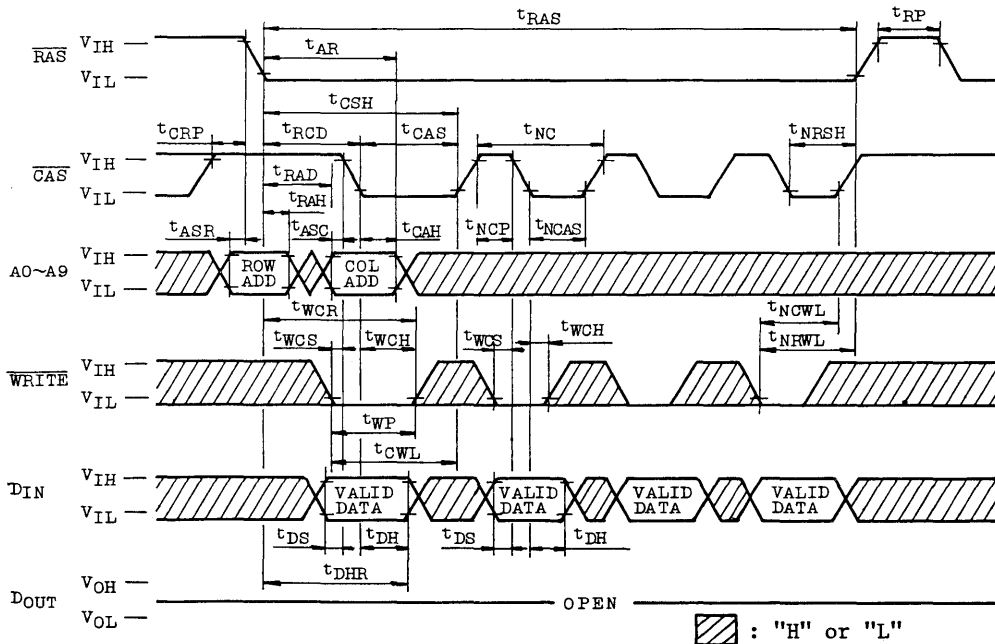 tRAS tRP
RAS VIH
VIL
tAR
tCSH
tCRP tRCD tCAS tNC tNRSH
CAS VIH
VIL
tRAD
tRAH
tASR tASC tCAH tNCP tNCAS
A0~A9 VIH
VIL
ROW ADD
COL ADD
tWCR tNCWL
tWCS tWCH tWCS tWCH tNRWL
WRITE VIH
VIL
tWP
tCWL
DIN VIH
VIL
VALID DATA
VALID DATA
VALID DATA
VALID DATA
tDS tDH tDS tDH
tDHR
DOUT VOH
VOL
OPEN
: "H" or "L"